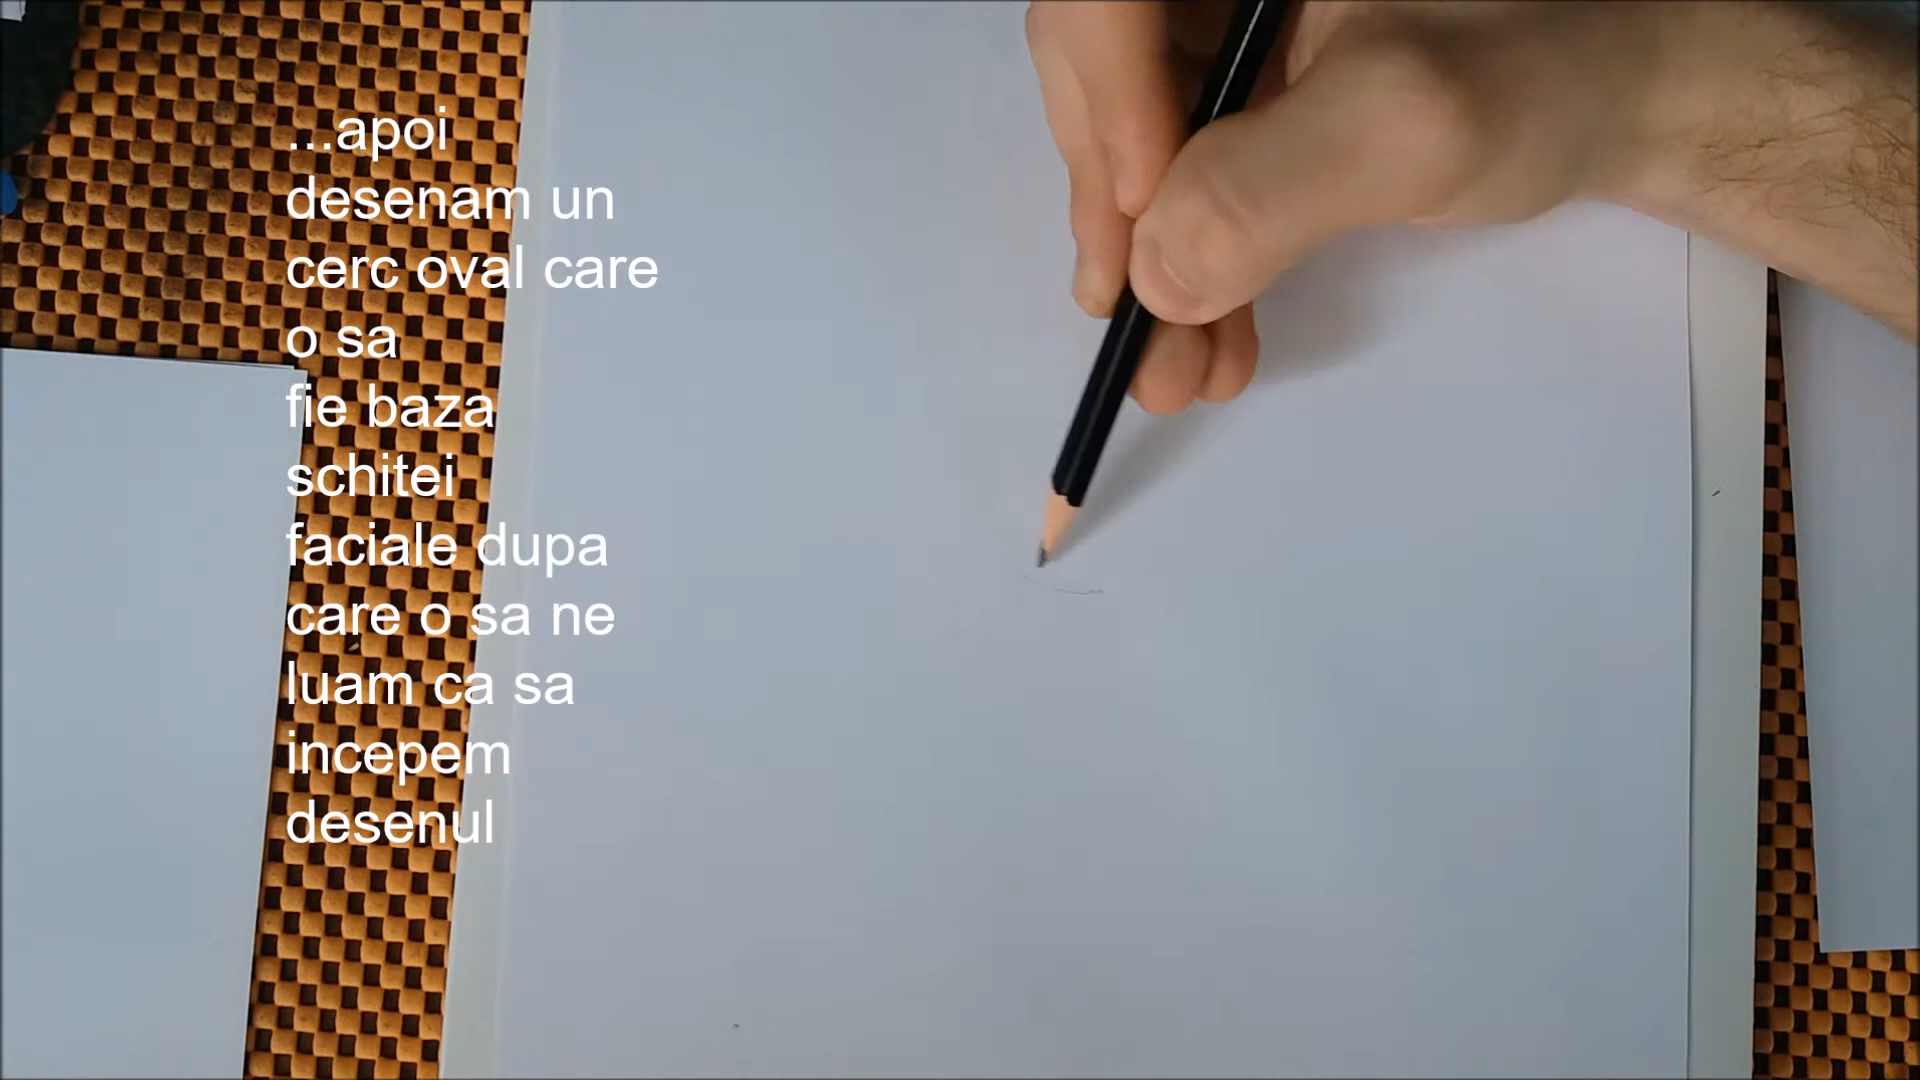 ...apoi
desenam un
cerc oval care
o sa
fie baza
schitei
faciale dupa
care o sa ne
luam ca sa
incepem
desenul